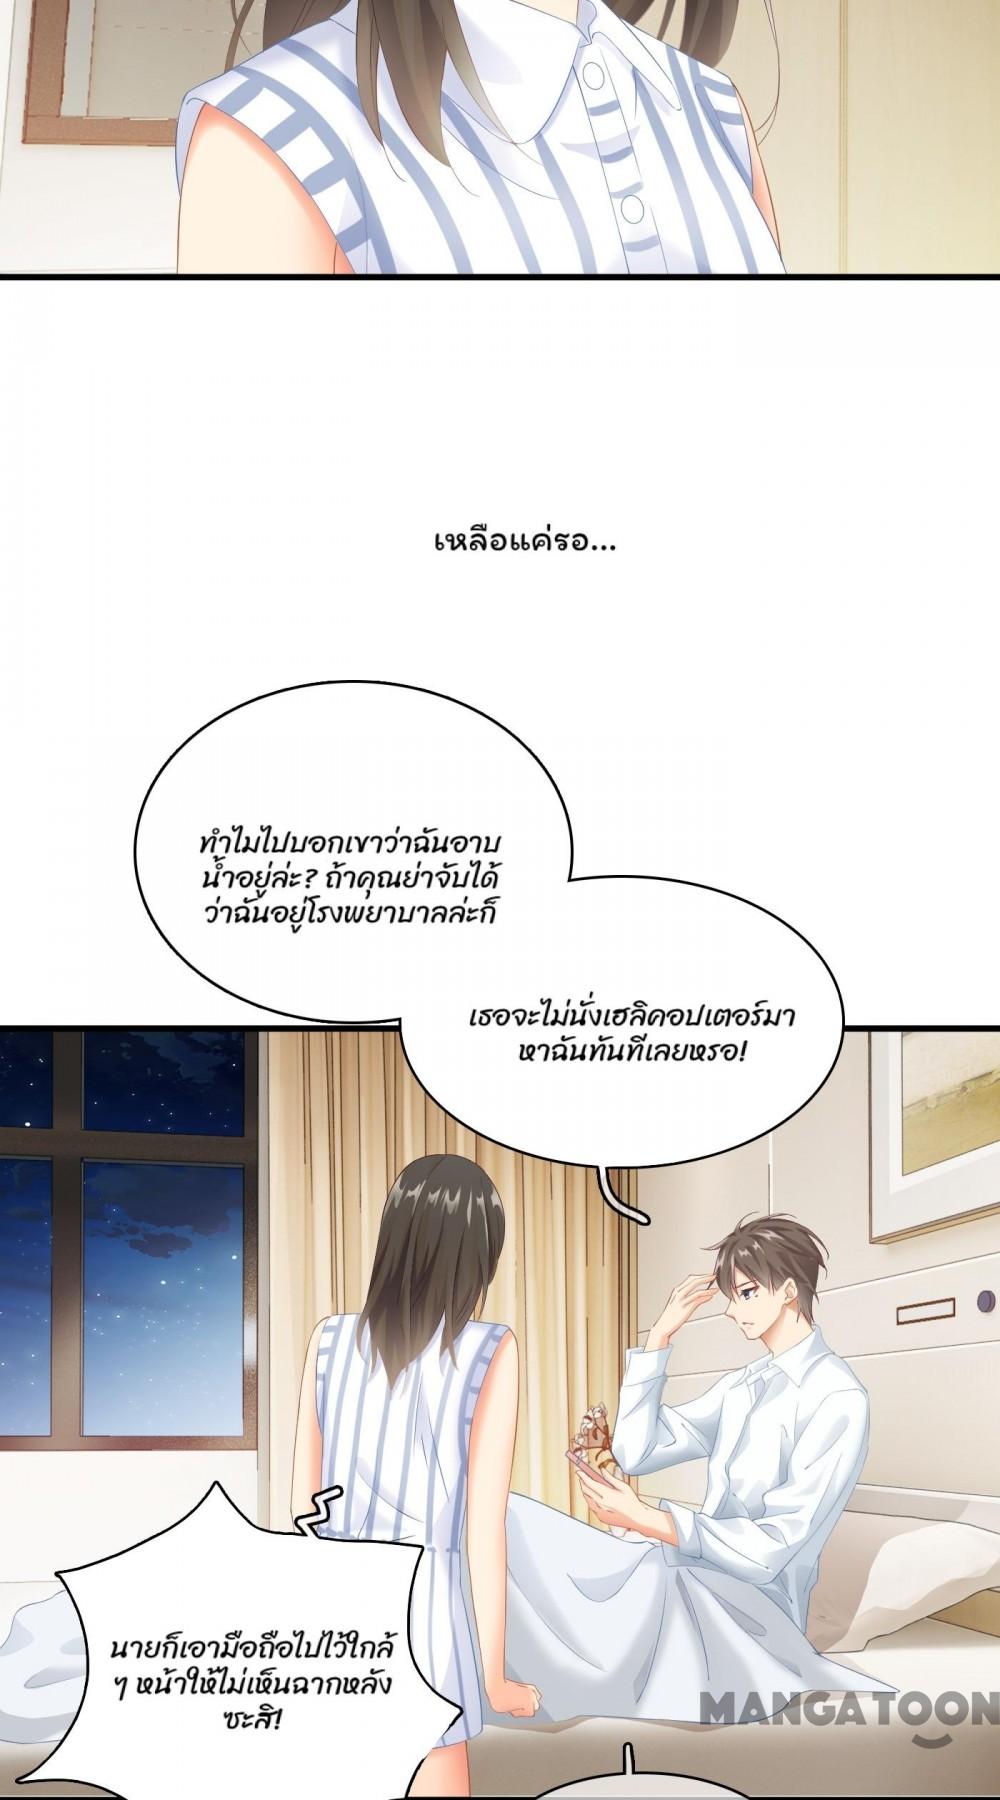 เหลือแค่รอ...
ทำไมไปบอกเขาว่าฉันอาบ
น้ำอยู่ล่ะ? ถ้าคุณย่าจับได้
ว่าฉันอยู่โรงพยาบาลล่ะก็
เธอจะไม่นั่งเฮลิคอปเตอร์มา
หาฉันทันทีเลยหรอ!
นายก็เอามือถือไปไว้ใกล้
ๆ หน้าให้ไม่เห็นฉากหลัง
ซะสิ!
MANGATOON